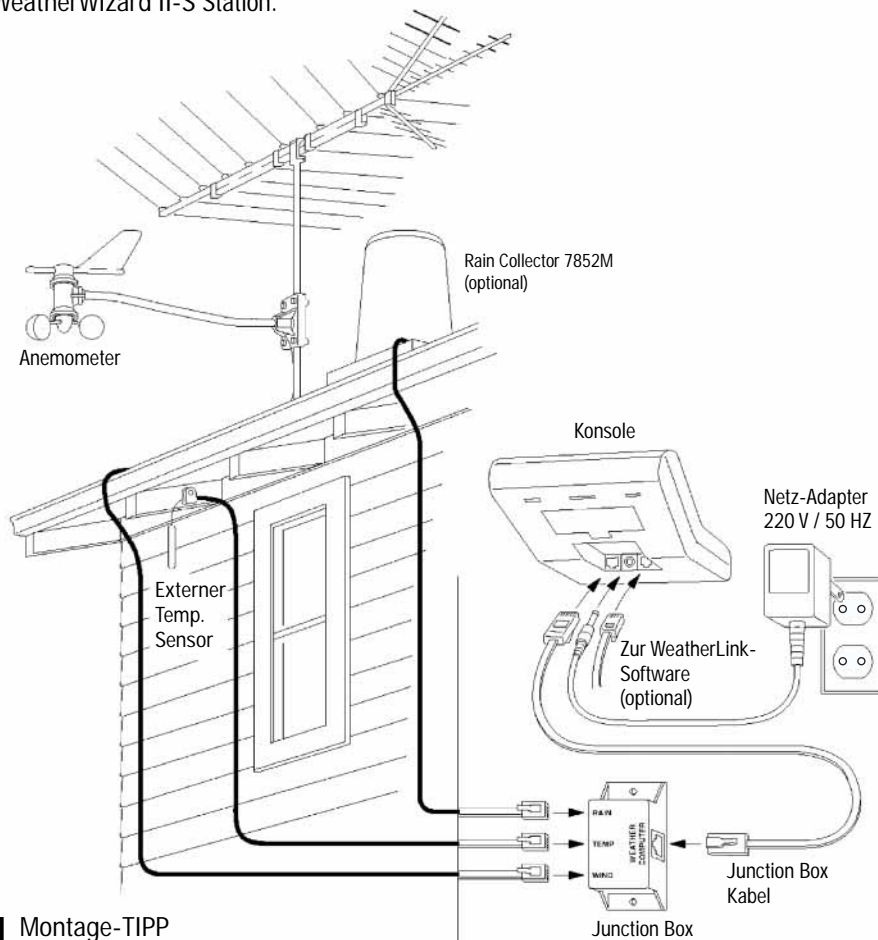 WeatherWizard II-S Station.
Rain Collector 7852M
(optional)
Anemometer
Konsole
Netz-Adapter
220 V / 50 HZ
Externer
Temp.
Sensor
Zur WeatherLink-
Software
(optional)
RAIN
TEMP
WIND
WEATHER
COMPUTER
Junction Box
Kabel
Junction Box
Montage-TIPP